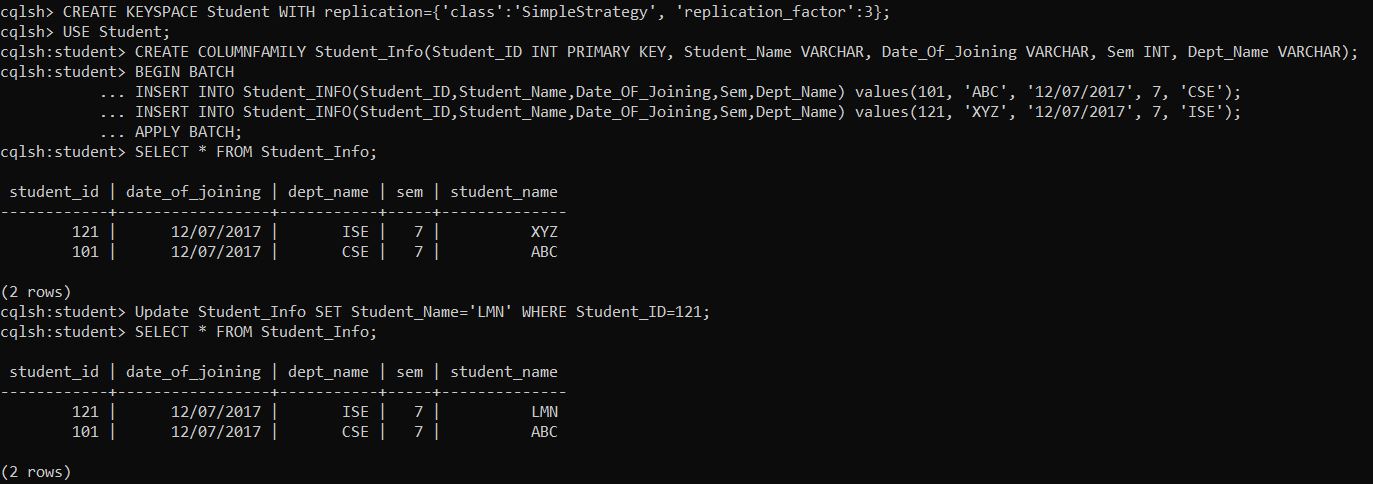 cqlsh> CREATE KEYSPACE Student WITH replication={'class':'SimpleStrategy', 'replication_factor':3};
cqlsh> USE Student;
cqlsh:student> CREATE COLUMNFAMILY Student_Info(Student_ID INT PRIMARY KEY, Student_Name VARCHAR, Date_Of_Joining VARCHAR, Sem INT, Dept_Name VARCHAR);
cqlsh:student> BEGIN BATCH
           ... INSERT INTO Student_INFO(Student_ID,Student_Name,Date_OF_Joining,Sem,Dept_Name) values(101, 'ABC', '12/07/2017', 7, 'CSE');
           ... INSERT INTO Student_INFO(Student_ID,Student_Name,Date_OF_Joining,Sem,Dept_Name) values(121, 'XYZ', '12/07/2017', 7, 'ISE');
           ... APPLY BATCH;
cqlsh:student> SELECT * FROM Student_Info;
 student_id | date_of_joining | dept_name | sem | student_name
------------+-----------------+-----------+-----+--------------
        121 |      12/07/2017 |       ISE |   7 |          XYZ
        101 |      12/07/2017 |       CSE |   7 |          ABC
(2 rows)
cqlsh:student> Update Student_Info SET Student_Name='LMN' WHERE Student_ID=121;
cqlsh:student> SELECT * FROM Student_Info;
 student_id | date_of_joining | dept_name | sem | student_name
------------+-----------------+-----------+-----+--------------
        121 |      12/07/2017 |       ISE |   7 |          LMN
        101 |      12/07/2017 |       CSE |   7 |          ABC
(2 rows)